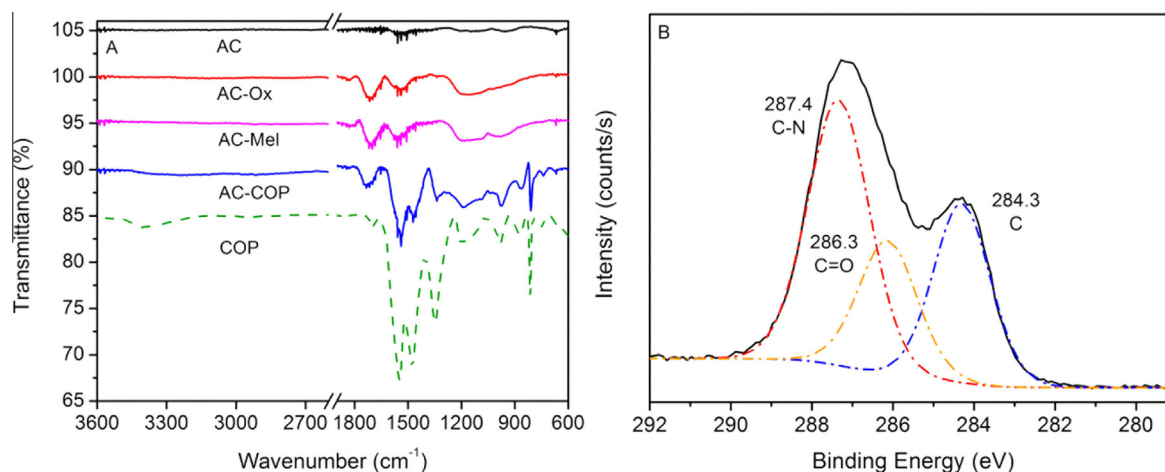 A
105
100
95
90
85
80
75
70
65
Transmittance (%)
AC
AC-Ox
AC-Mel
AC-COP
COP
3600 3300 3000 2700 1800 1500 1200 900 600
Wavenumber (cm⁻¹)
B
Intensity (counts/s)
287.4
C-N
286.3
C=O
284.3
C
292 290 288 286 284 282 280
Binding Energy (eV)